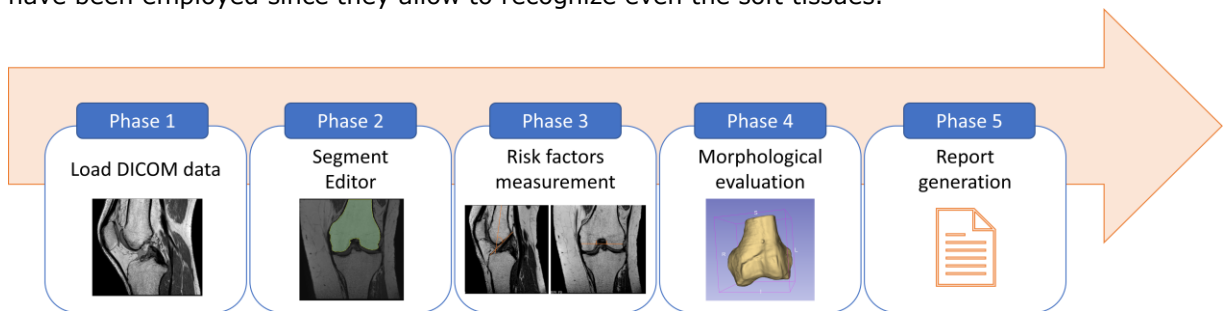 have been employed since they allow to recognize even the soft tissues.
Phase 1
Load DICOM data
Phase 2
Segment
Editor
Phase 3
Risk factors
measurement
Phase 4
Morphological
evaluation
Phase 5
Report
generation